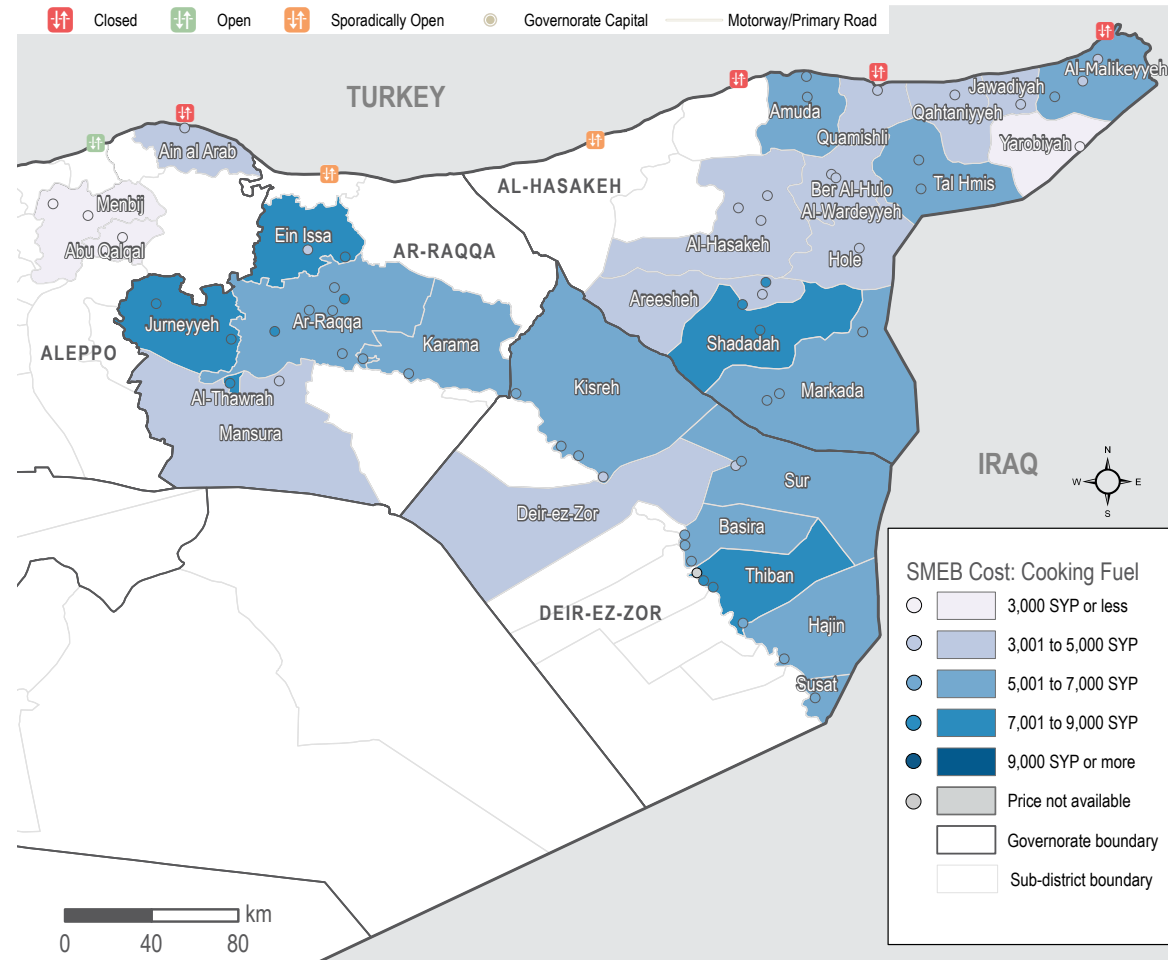 Closed
Open
Sporadically Open
Governorate Capital
Motorway/Primary Road
TURKEY
Al-Malikeyyeh
Jawadiyah
Qahtaniyyeh
Amuda
Quamishli
Yarobiyah
Ain al Arab
AL-HASAKEH
Ber Al-Hulo
Al-Wardeyyeh
Tal Hmis
Menbij
Abu Qalqal
Ein Issa
AR-RAQQA
Al-Hasakeh
Hole
Areesheh
Jurneyyeh
Ar-Raqqa
Karama
Shadadah
ALEPPO
Kisreh
Markada
Al-Thawrah
Mansura
IRAQ
N
W
E
S
Sur
Deir-ez-Zor
Basira
Thiban
DEIR-EZ-ZOR
Hajin
Susat
SMEB Cost: Cooking Fuel
3,000 SYP or less
3,001 to 5,000 SYP
5,001 to 7,000 SYP
7,001 to 9,000 SYP
9,000 SYP or more
Price not available
Governorate boundary
Sub-district boundary
km
0 40 80